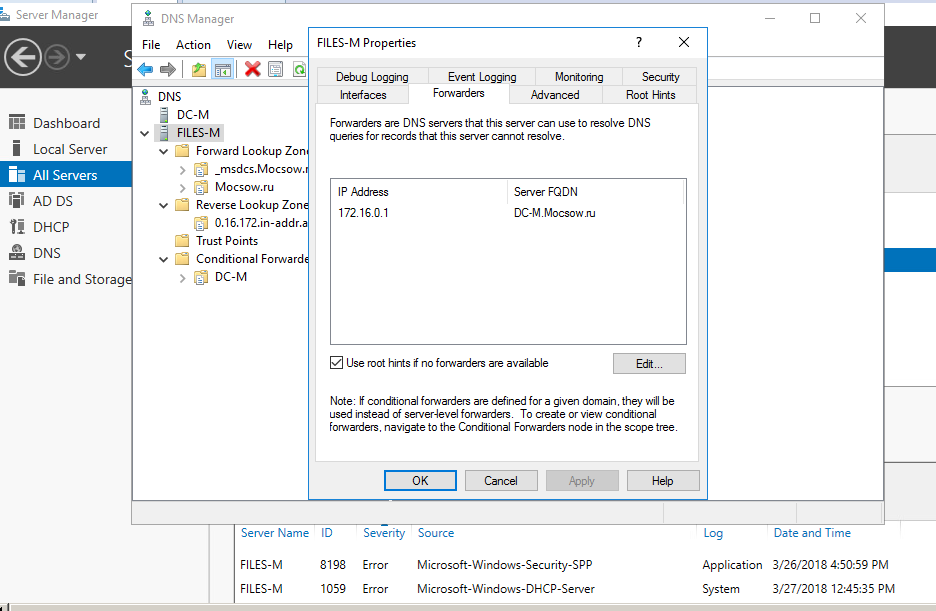 Server Manager
DNS Manager
File Action View Help
DNS
DC-M
FILES-M
Forward Lookup Zone
_msdcs.Mocsow.r
Mocsow.ru
Reverse Lookup Zone
0.16.172.in-addr.a
Trust Points
Conditional Forwarde
DC-M
Dashboard
Local Server
All Servers
AD DS
DHCP
DNS
File and Storage
FILES-M Properties
?
Debug Logging Event Logging Monitoring Security
Interfaces Forwarders Advanced Root Hints
Forwarders are DNS servers that this server can use to resolve DNS
queries for records that this server cannot resolve.
IP Address Server FQDN
172.16.0.1 DC-M.Mocsow.ru
Use root hints if no forwarders are available Edit...
Note: If conditional forwarders are defined for a given domain, they will be
used instead of server-level forwarders. To create or view conditional
forwarders, navigate to the Conditional Forwarders node in the scope tree.
OK Cancel Apply Help
Server Name ID Severity Source Log Date and Time
FILES-M 8198 Error Microsoft-Windows-Security-SPP Application 3/26/2018 4:50:59 PM
FILES-M 1059 Error Microsoft-Windows-DHCP-Server System 3/27/2018 12:45:35 PM